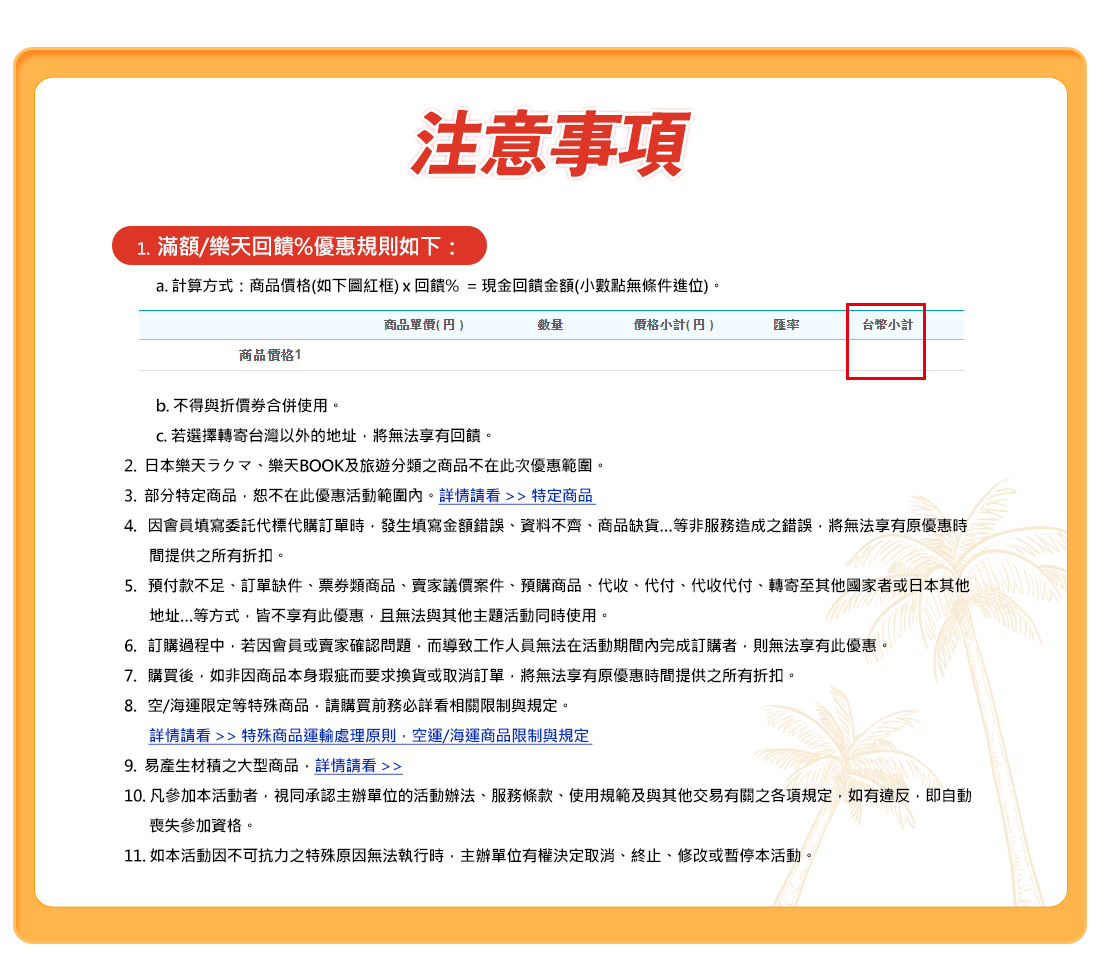 注意事項
1. 滿額/樂天回饋%優惠規則如下：
a. 計算方式：商品價格(如下圖紅框) x 回饋% = 現金回饋金額(小數點無條件進位)。
商品單價( 円 ) 數量 價格小計( 円 ) 匯率 台幣小計
商品價格1
b. 不得與折價券合併使用。
c. 若選擇轉寄台灣以外的地址，將無法享有回饋。
2. 日本樂天ラクマ、樂天BOOK及旅遊分類之商品不在此次優惠範圍。
3. 部分特定商品，恕不在此優惠活動範圍內。詳情請看 >> 特定商品
4. 因會員填寫委託代標代購訂單時，發生填寫金額錯誤、資料不齊、商品缺貨...等非服務造成之錯誤，將無法享有原優惠時
間提供之所有折扣。
5. 預付款不足、訂單缺件、票券類商品、賣家議價案件、預購商品、代收、代付、代收代付、轉寄至其他國家者或日本其他
地址...等方式，皆不享有此優惠，且無法與其他主題活動同時使用。
6. 訂購過程中，若因會員或賣家確認問題，而導致工作人員無法在活動期間內完成訂購者，則無法享有此優惠。
7. 購買後，如非因商品本身瑕疵而要求換貨或取消訂單，將無法享有原優惠時間提供之所有折扣。
8. 空/海運限定等特殊商品，請購買前務必詳看相關限制與規定。
詳情請看 >> 特殊商品運輸處理原則，空運/海運商品限制與規定
9. 易產生材積之大型商品，詳情請看 >>
10. 凡參加本活動者，視同承認主辦單位的活動辦法、服務條款、使用規範及與其他交易有關之各項規定，如有違反，即自動
喪失參加資格。
11. 如本活動因不可抗力之特殊原因無法執行時，主辦單位有權決定取消、終止、修改或暫停本活動。